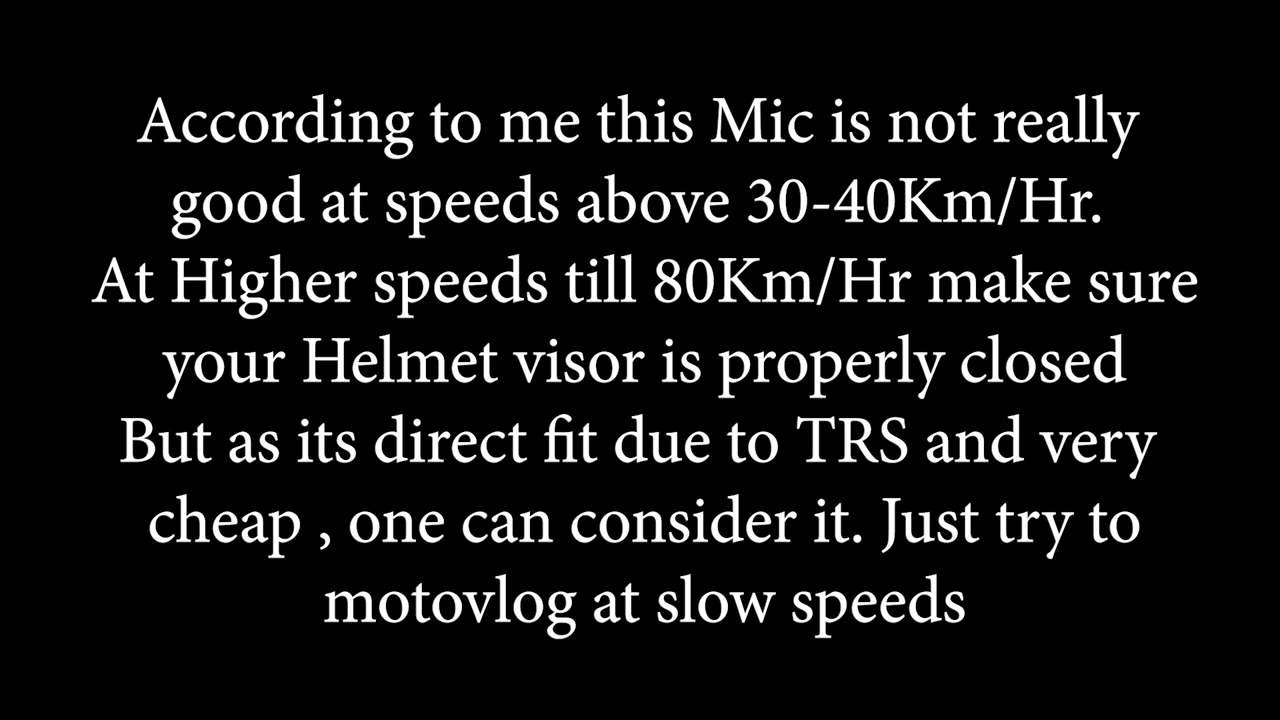 According to me this Mic is not really
good at speeds above 30-40Km/Hr.
At Higher speeds till 80Km/Hr make sure
your Helmet visor is properly closed
But as its direct fit due to TRS and very
cheap , one can consider it. Just try to
motovlog at slow speeds